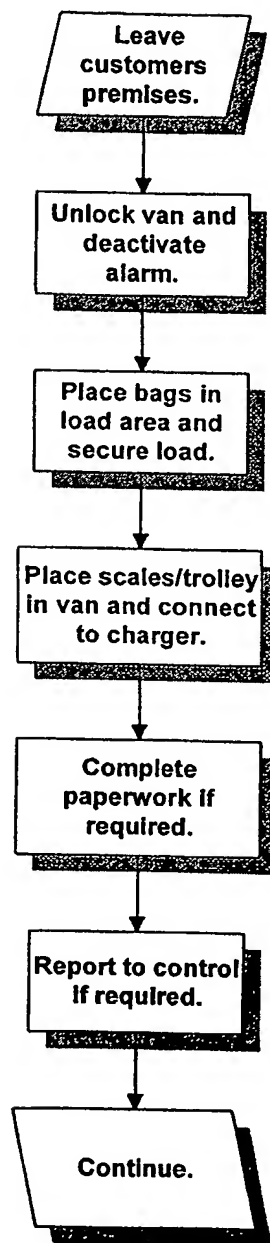 Leave
customers
premises.
Unlock van and
deactivate
alarm.
Place bags in
load area and
secure load.
Place scales/trolley
in van and connect
to charger.
Complete
paperwork if
required.
Report to control
if required.
Continue.